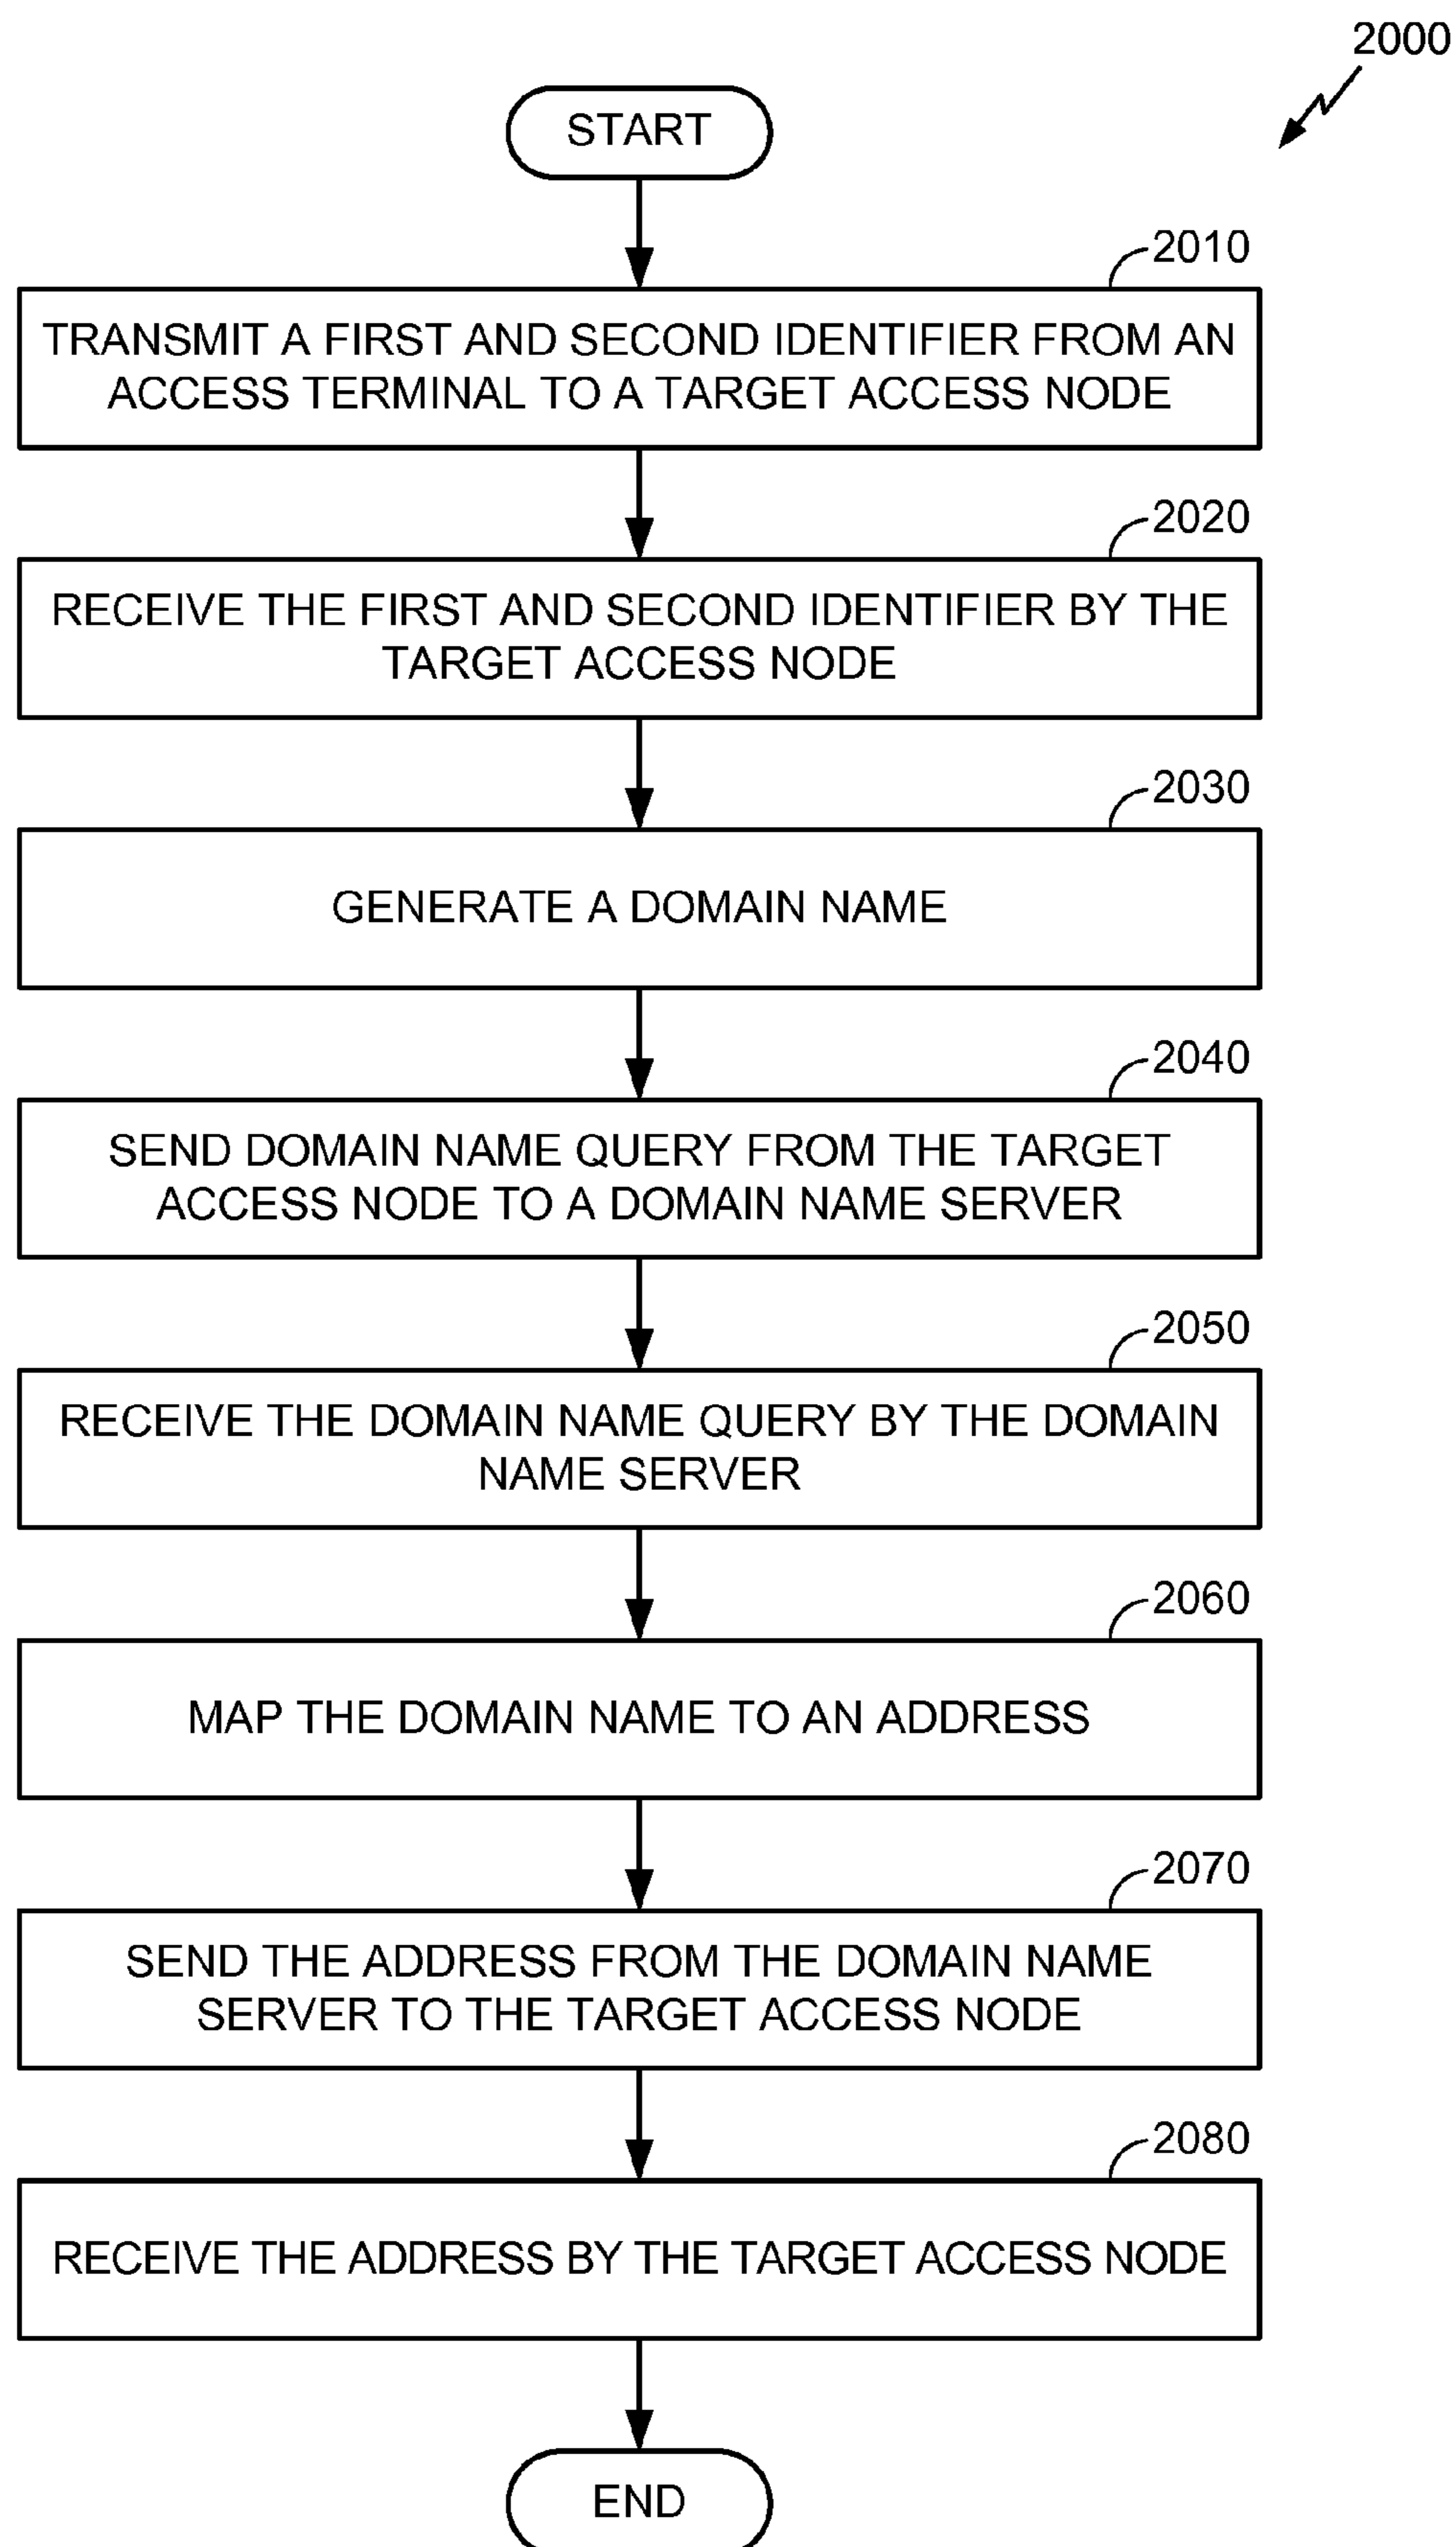 2000
START
2010
TRANSMIT A FIRST AND SECOND IDENTIFIER FROM AN
ACCESS TERMINAL TO A TARGET ACCESS NODE
2020
RECEIVE THE FIRST AND SECOND IDENTIFIER BY THE
TARGET ACCESS NODE
2030
GENERATE A DOMAIN NAME
2040
SEND DOMAIN NAME QUERY FROM THE TARGET
ACCESS NODE TO A DOMAIN NAME SERVER
2050
RECEIVE THE DOMAIN NAME QUERY BY THE DOMAIN
NAME SERVER
2060
MAP THE DOMAIN NAME TO AN ADDRESS
2070
SEND THE ADDRESS FROM THE DOMAIN NAME
SERVER TO THE TARGET ACCESS NODE
2080
RECEIVE THE ADDRESS BY THE TARGET ACCESS NODE
END